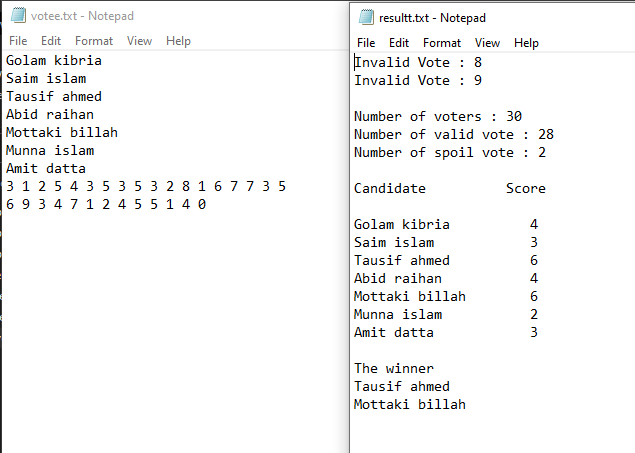 votee.txt - Notepad
File Edit Format View Help
Golam kibria
Saim islam
Tausif ahmed
Abid raihan
Mottaki billah
Munna islam
Amit datta
3 1 2 5 4 3 5 3 5 3 2 8 1 6 7 7 3 5
6 9 3 4 7 1 2 4 5 5 1 4 0
resultt.txt - Notepad
File Edit Format View Help
Invalid Vote : 8
Invalid Vote : 9
Number of voters : 30
Number of valid vote : 28
Number of spoil vote : 2
Candidate Score
Golam kibria 4
Saim islam 3
Tausif ahmed 6
Abid raihan 4
Mottaki billah 6
Munna islam 2
Amit datta 3
The winner
Tausif ahmed
Mottaki billah